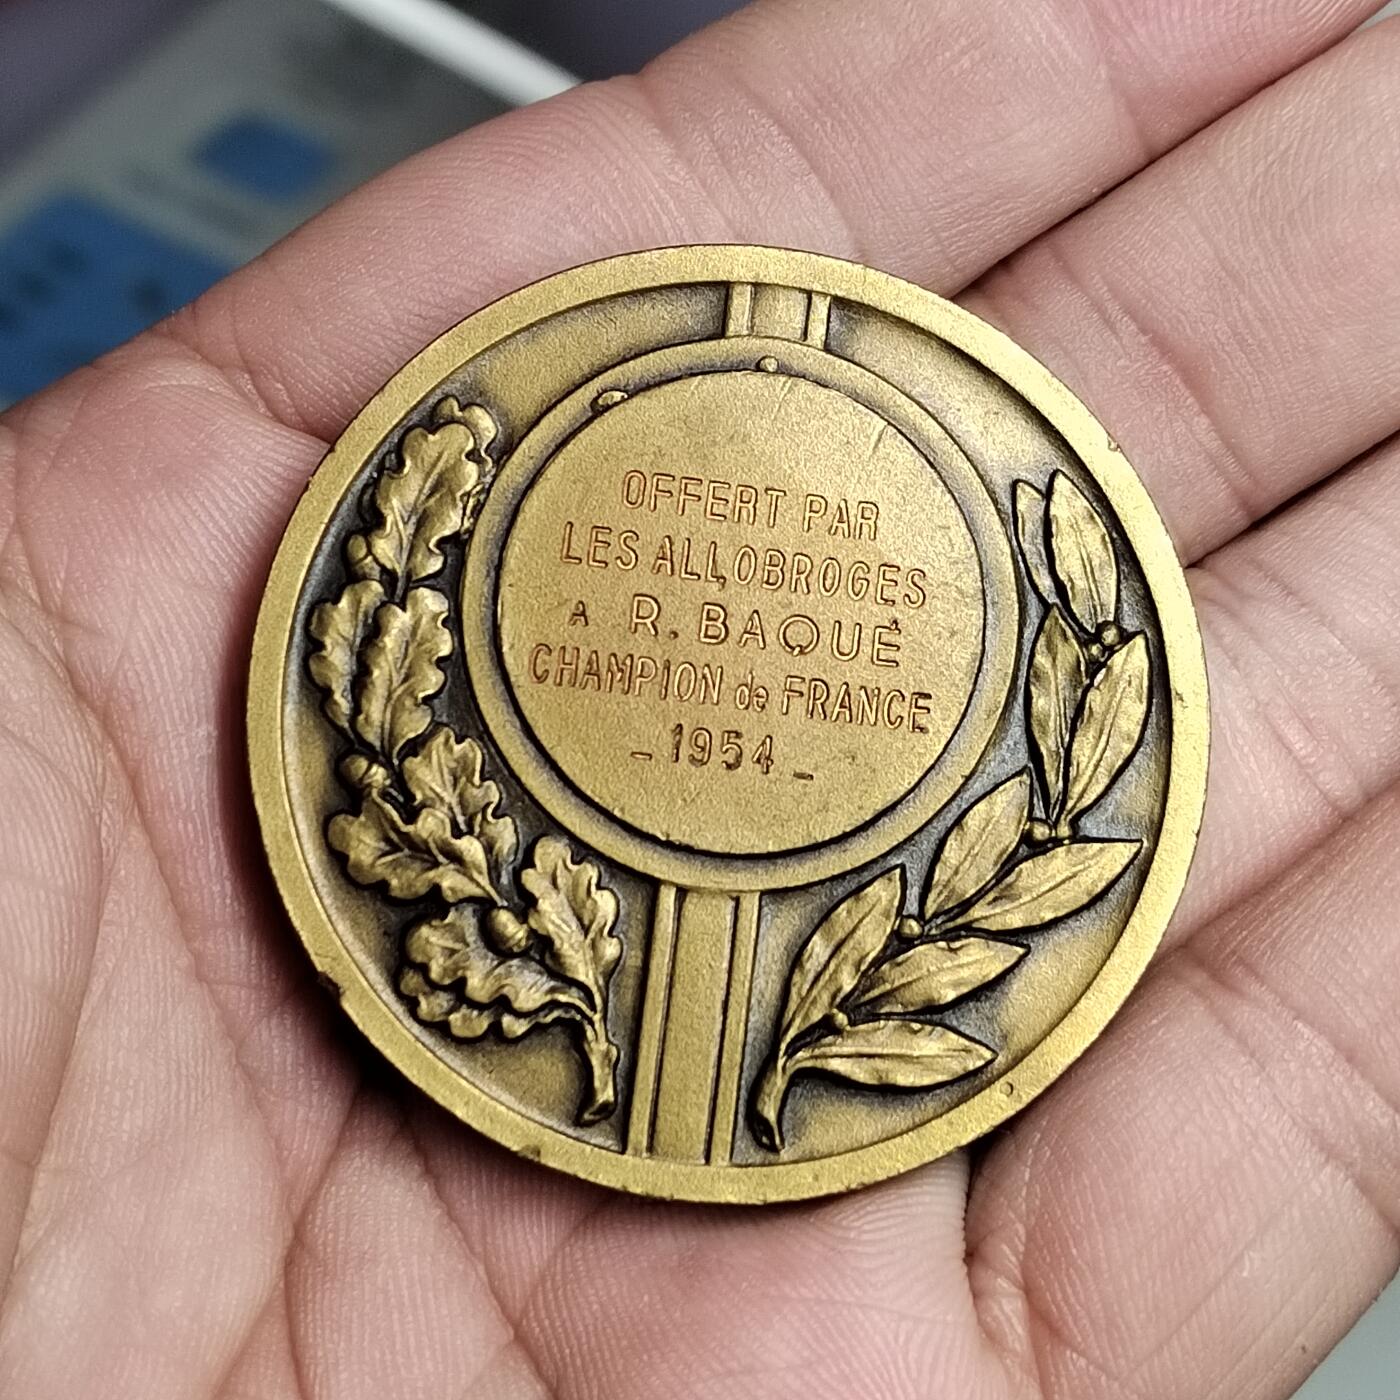 OFFERT PAR
LES ALLOBROGES
A R. BAQUÉ
CHAMPION de FRANCE
_ 1954 _